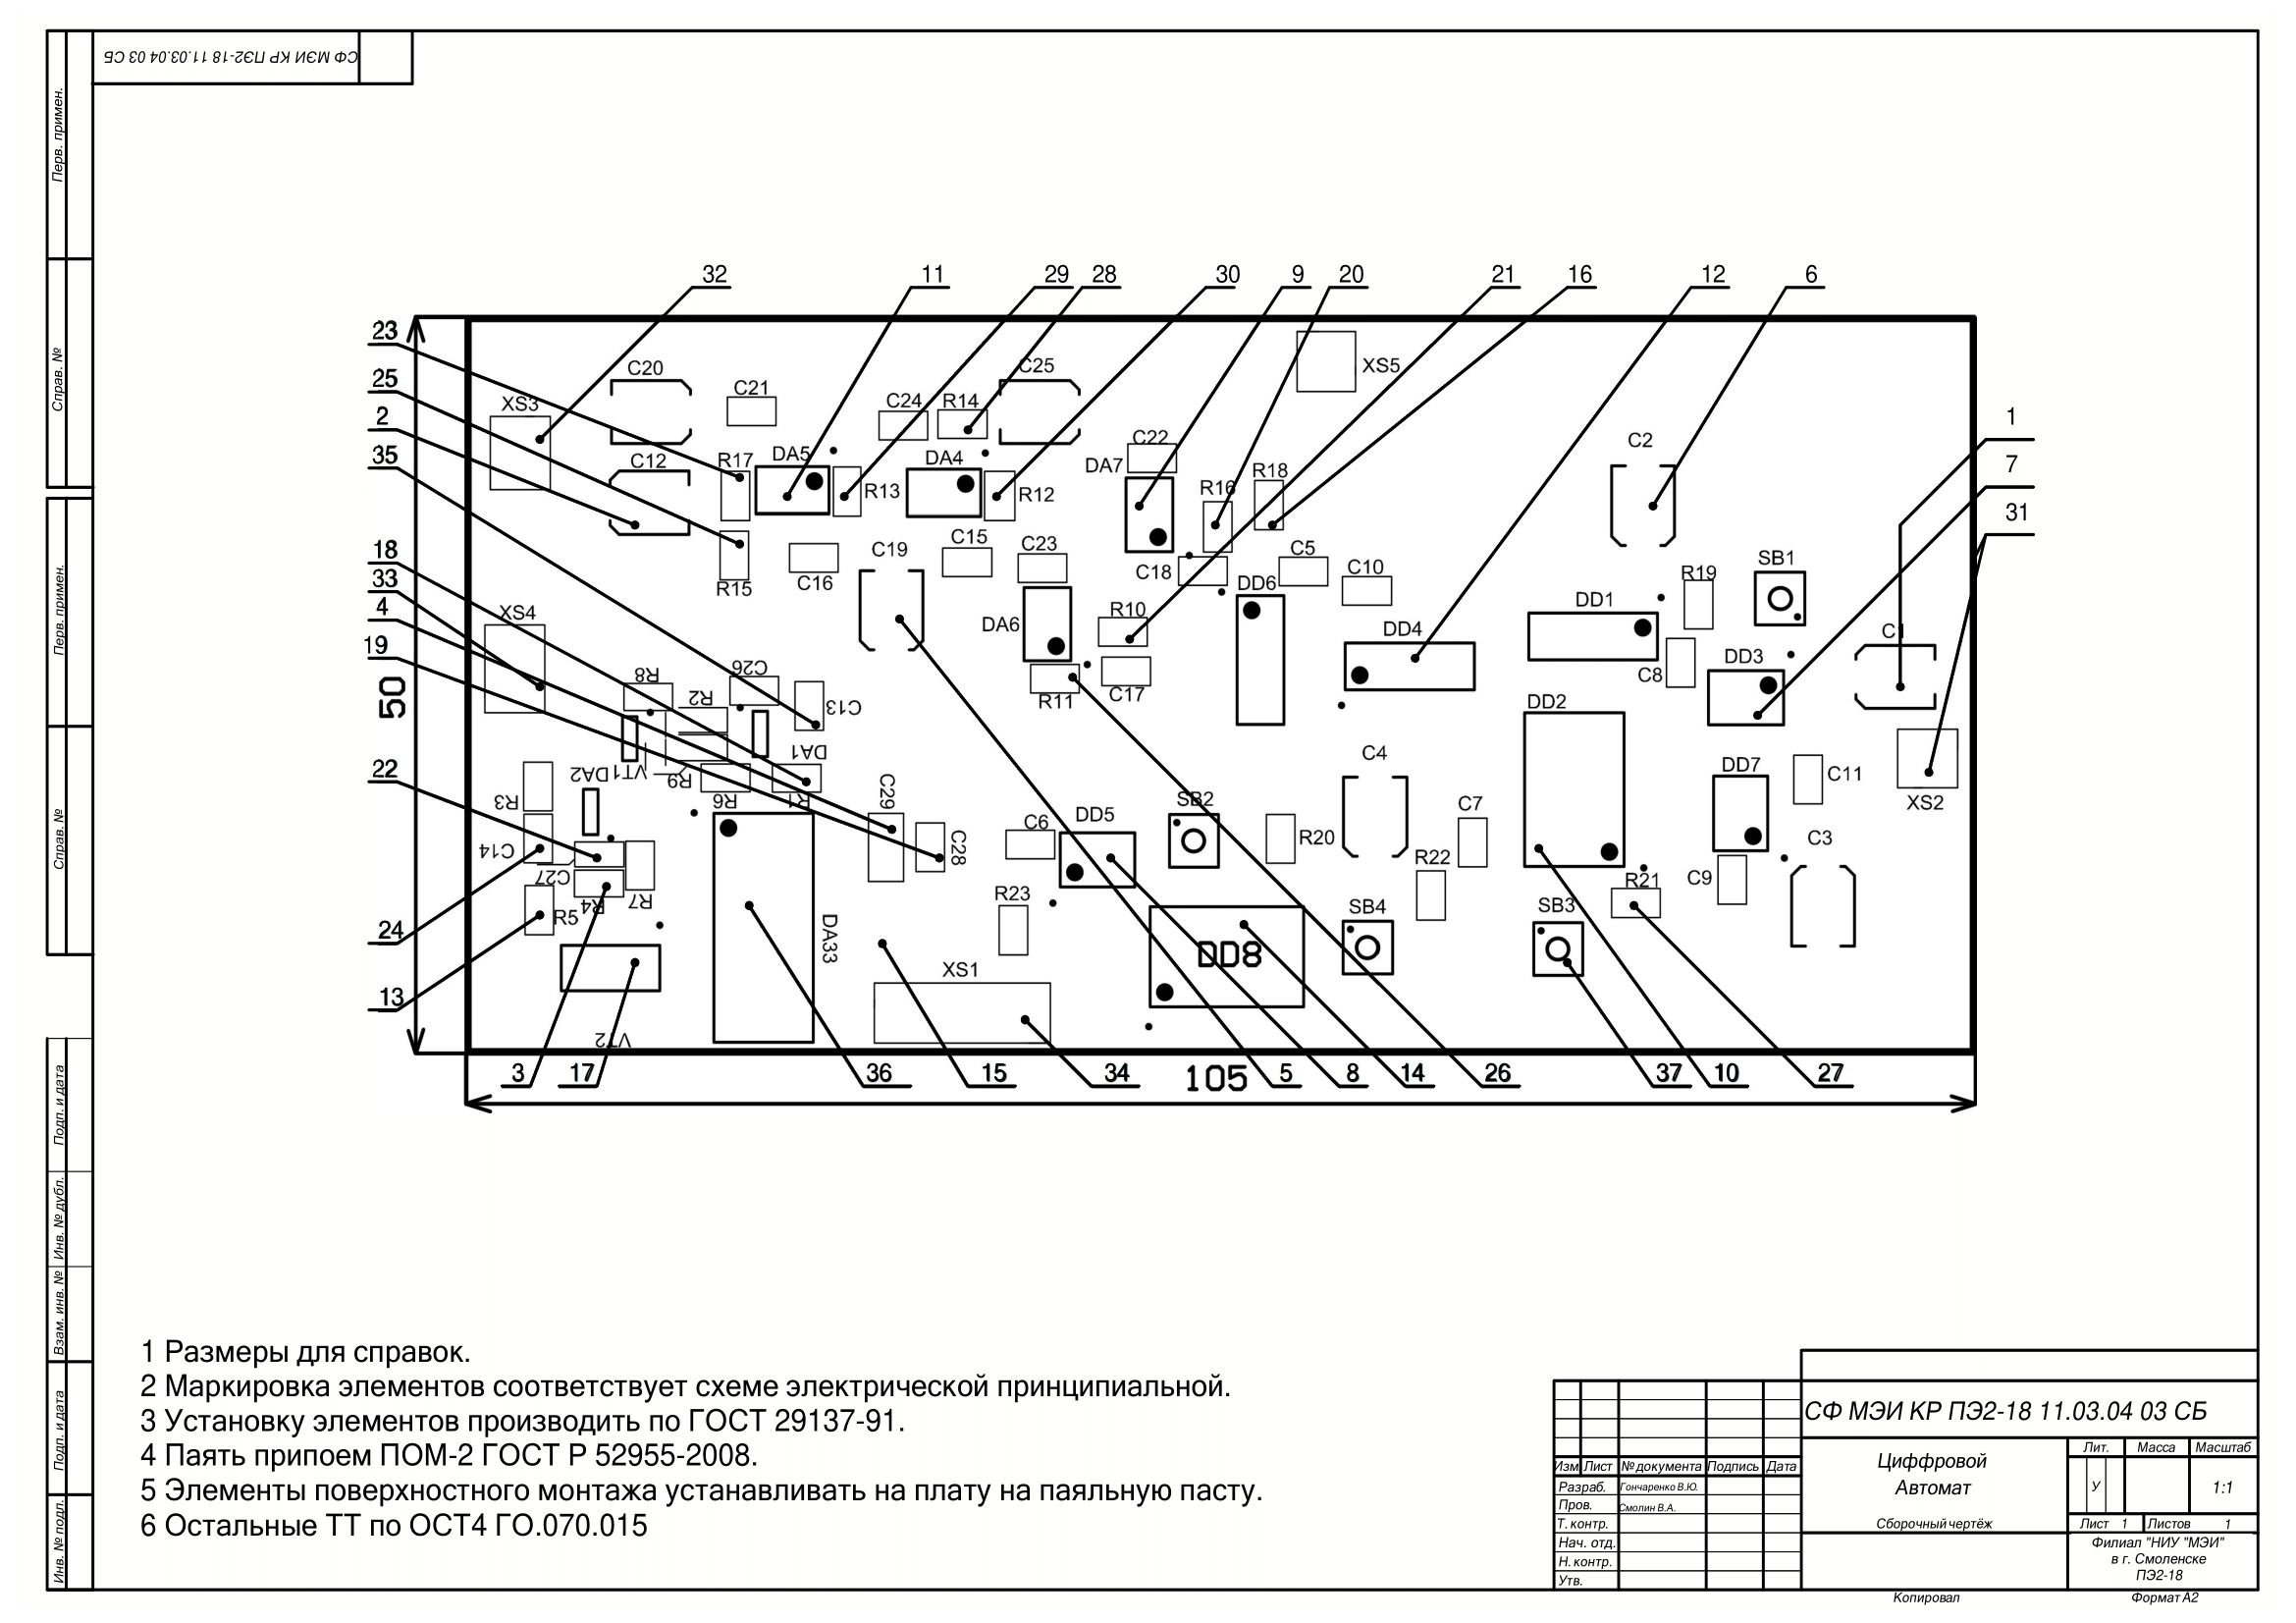 СФ МЭИ КР ПЭ2-18 11.03.04 03 СБ
Перв. примен.
Справ. №
Перв. примен.
Справ. №
Подп. и дата
Инв. № дубл.
Взам. инв. №
Подп. и дата
Инв. № подл.
32
11
29
28
30
9
20
21
16
12
6
23
25
2
35
18
33
4
19
22
24
13
1
7
31
50
C20
C25
XS5
XS3
C21
C24
R14
C2
C22
C12
R17
DA5
R13
DA4
R12
DA7
R16
R18
C19
C15
C23
C5
C10
C16
R15
C18
DD6
R19
SB1
XS4
DA6
R10
DD4
DD1
C1
C8
DD3
R8
C26
R2
C13
R11
C17
DD2
DA1
VT1
DA2
R9
C4
DD7
C11
XS2
R3
R6
R1
C29
C6
DD5
SB2
R20
C7
C3
C14
C28
R22
C27
R4
R7
R23
R21
C9
R5
DA33
SB4
SB3
XS1
DD8
VT2
3
17
36
15
34
105
5
8
14
26
37
10
27
1 Размеры для справок.
2 Маркировка элементов соответствует схеме электрической принципиальной.
3 Установку элементов производить по ГОСТ 29137-91.
4 Паять припоем ПОМ-2 ГОСТ Р 52955-2008.
5 Элементы поверхностного монтажа устанавливать на плату на паяльную пасту.
6 Остальные ТТ по ОСТ4 ГО.070.015
СФ МЭИ КР ПЭ2-18 11.03.04 03 СБ
Изм. Лист № документа Подпись Дата
Разраб. Гончаренко В.Ю.
Пров. Смолин В.А.
Т. контр.
Нач. отд.
Н. контр.
Утв.
Циффровой
Автомат
Сборочный чертёж
Лит. Масса Масштаб
У 1:1
Лист 1 Листов 1
Филиал "НИУ "МЭИ"
в г. Смоленске
ПЭ2-18
Копировал Формат А2